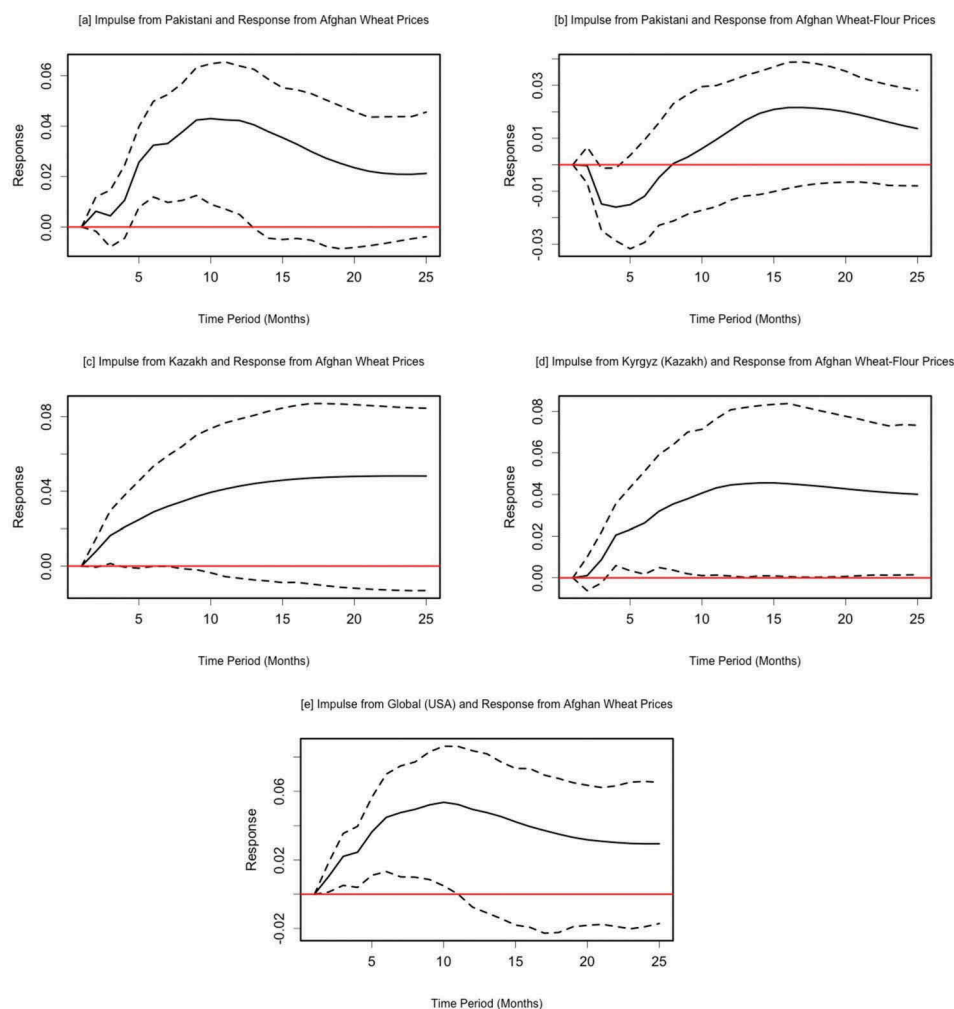 [a] Impulse from Pakistani and Response from Afghan Wheat Prices
Response
0.06
0.04
0.02
0.00
5 10 15 20 25
Time Period (Months)
[b] Impulse from Pakistani and Response from Afghan Wheat-Flour Prices
Response
0.03
0.01
-0.01
-0.03
5 10 15 20 25
Time Period (Months)
[c] Impulse from Kazakh and Response from Afghan Wheat Prices
Response
0.08
0.04
0.00
5 10 15 20 25
Time Period (Months)
[d] Impulse from Kyrgyz (Kazakh) and Response from Afghan Wheat-Flour Prices
Response
0.08
0.06
0.04
0.02
0.00
5 10 15 20 25
Time Period (Months)
[e] Impulse from Global (USA) and Response from Afghan Wheat Prices
Response
0.06
0.02
-0.02
5 10 15 20 25
Time Period (Months)